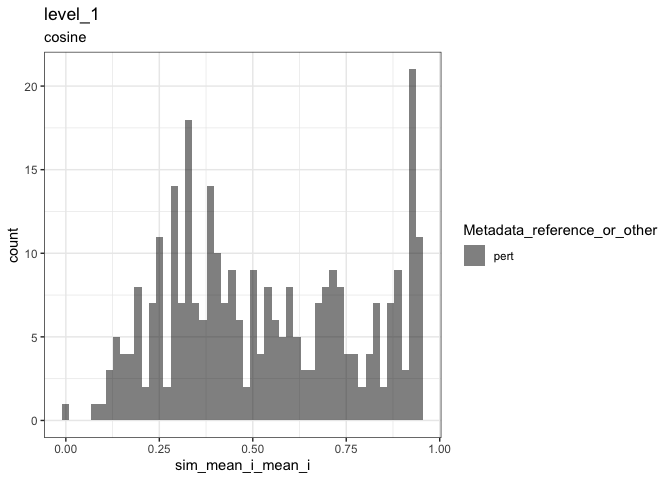 level_1
cosine
20
15
10
5
0
count
0.00
0.25
0.50
0.75
1.00
sim_mean_i_mean_i
Metadata_reference_or_other
pert